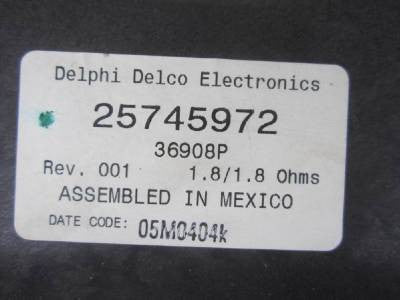 Delphi Delco Electronics
25745972
36908P
Rev. 001 1.8/1.8 Ohms
ASSEMBLED IN MEXICO
DATE CODE: 05M0404k